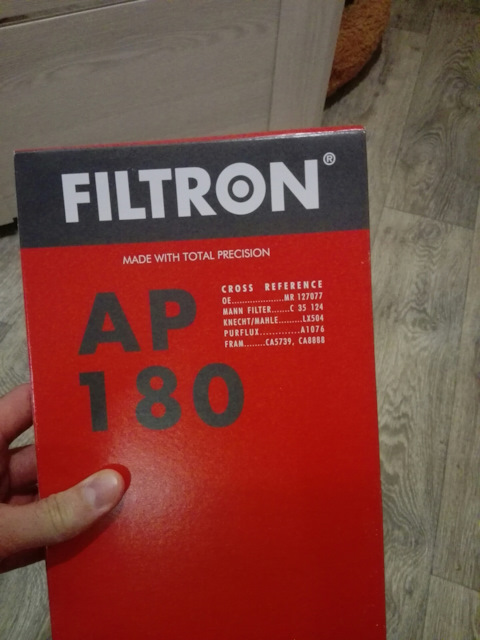 FILTRON®
MADE WITH TOTAL PRECISION
AP
180
CROSS REFERENCE
OE....................MR 127077
MANN FILTER.......C 35 124
KNECHT/MAHLE.........LX504
PURFLUX.............A1076
FRAM........CA5739, CA8888